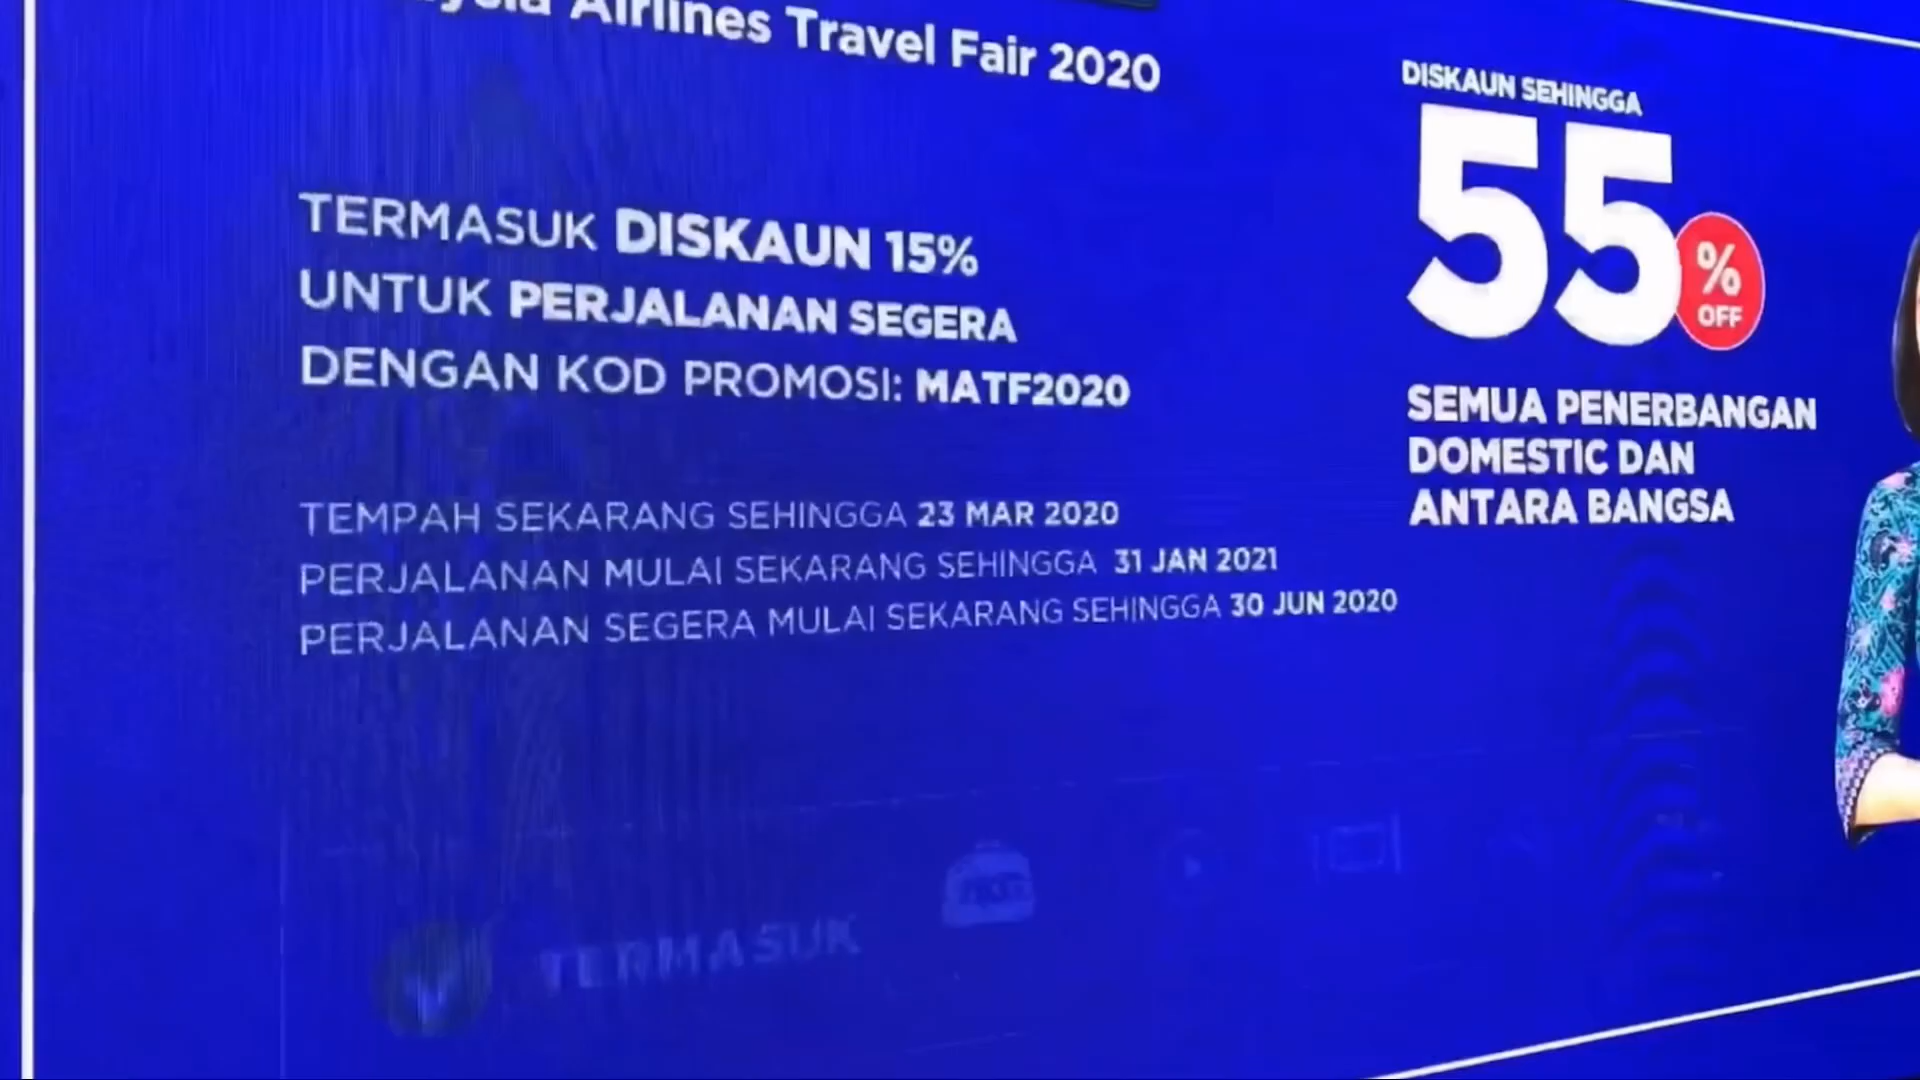 Airlines Travel Fair 2020
TERMASUK DISKAUN 15%
UNTUK PERJALANAN SEGERA
DENGAN KOD PROMOSI: MATF2020
TEMPAH SEKARANG SEHINGGA 23 MAR 2020
PERJALANAN MULAI SEKARANG SEHINGGA 31 JAN 2021
PERJALANAN SEGERA MULAI SEKARANG SEHINGGA 30 JUN 2020
TERMASUK
DISKAUN SEHINGGA
55
%
OFF
SEMUA PENERBANGAN
DOMESTIC DAN
ANTARA BANGSA